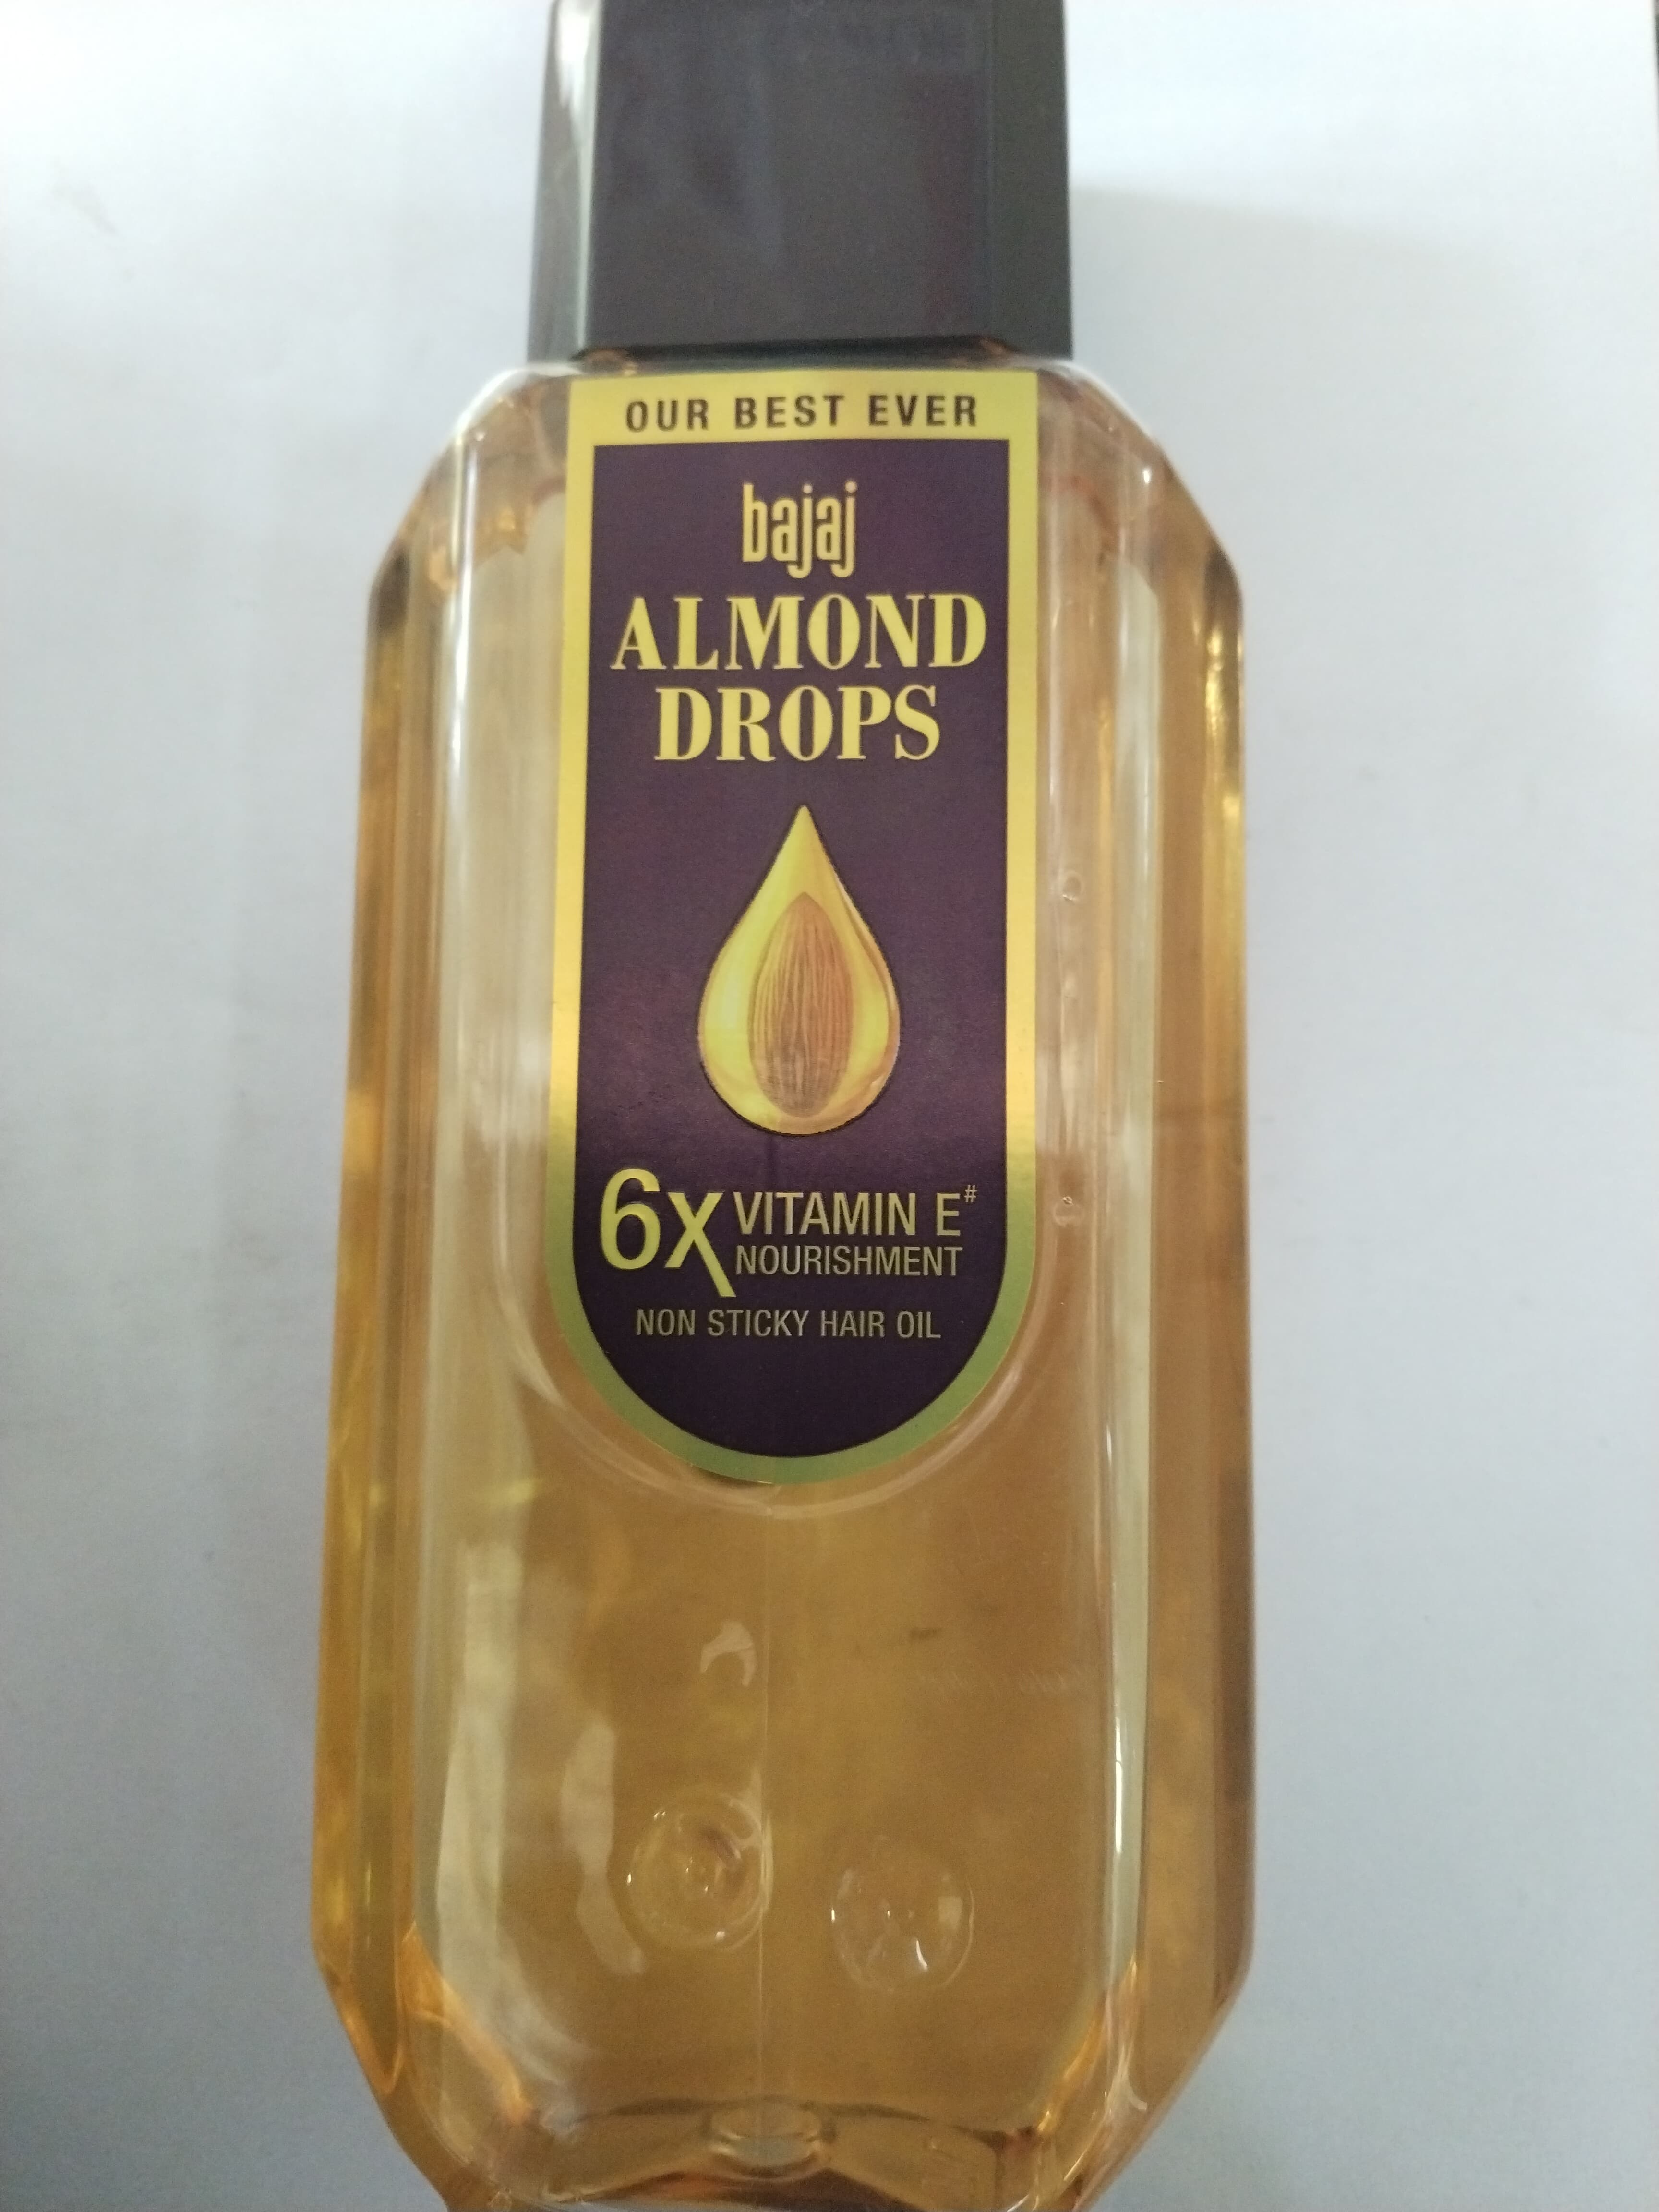 OUR BEST EVER
bajaj
ALMOND
DROPS
6x VITAMIN E#
NOURISHMENT
NON STICKY HAIR OIL